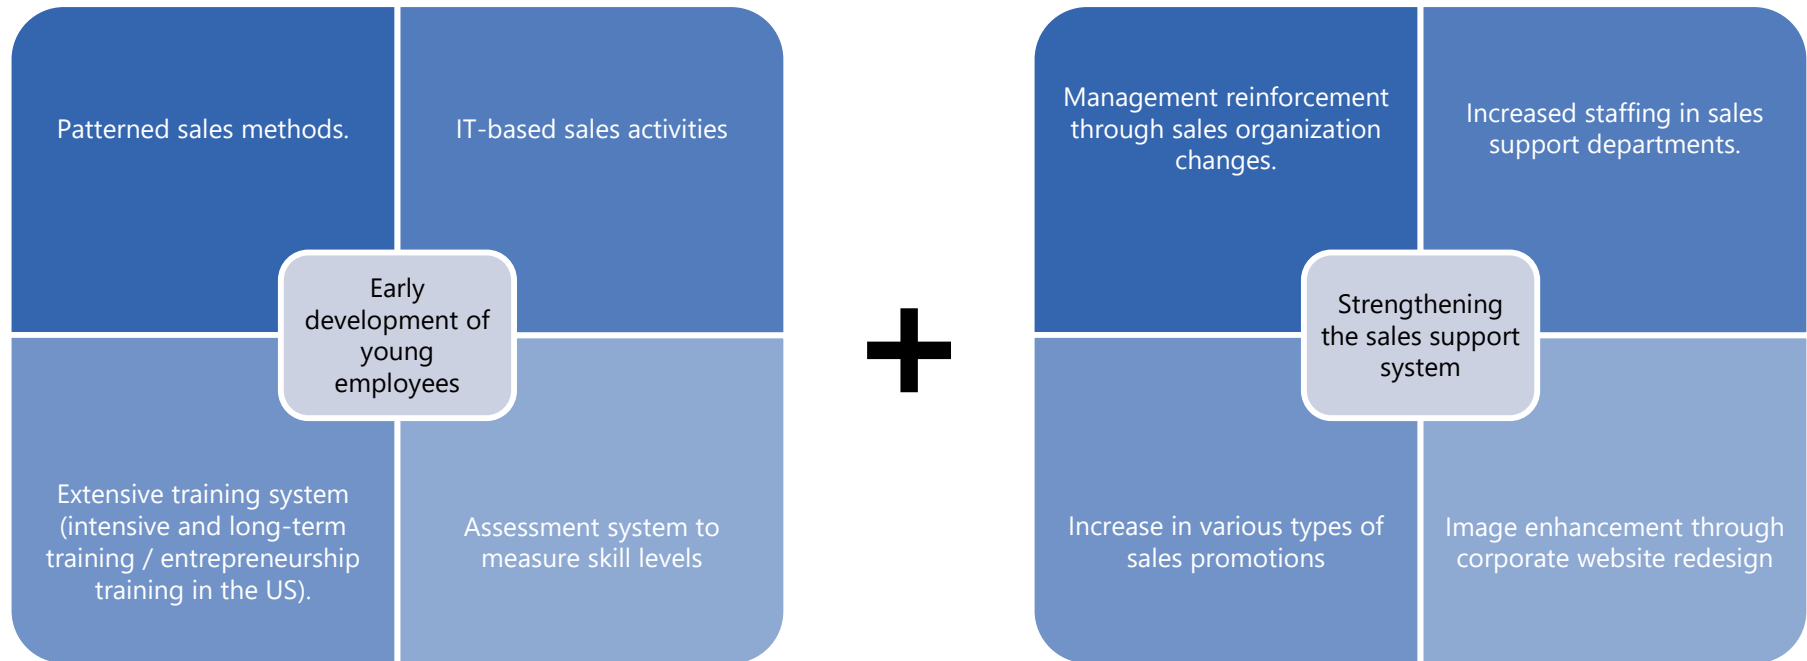 Patterned sales methods.
IT-based sales activities
Early
development of
young
employees
Extensive training system
(intensive and long-term
training / entrepreneurship
training in the US).
Assessment system to
measure skill levels
Management reinforcement
through sales organization
changes.
Increased staffing in sales
support departments.
Strengthening
the sales support
system
Increase in various types of
sales promotions
Image enhancement through
corporate website redesign